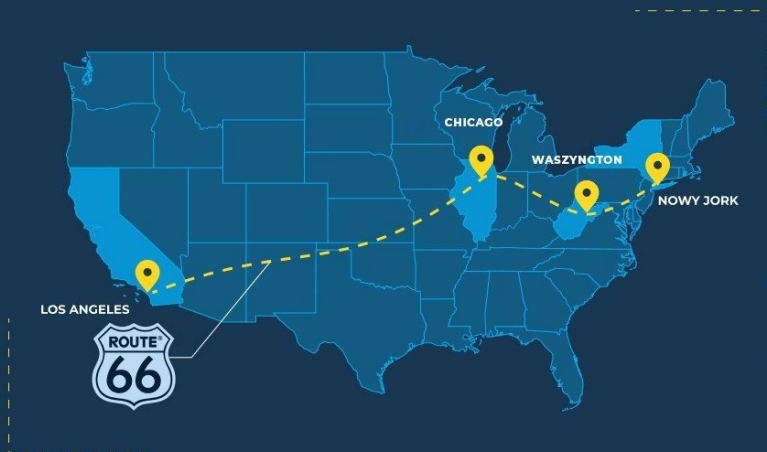 CHICAGO
WASZYNGTON
NOWY JORK
LOS ANGELES
ROUTE®
66